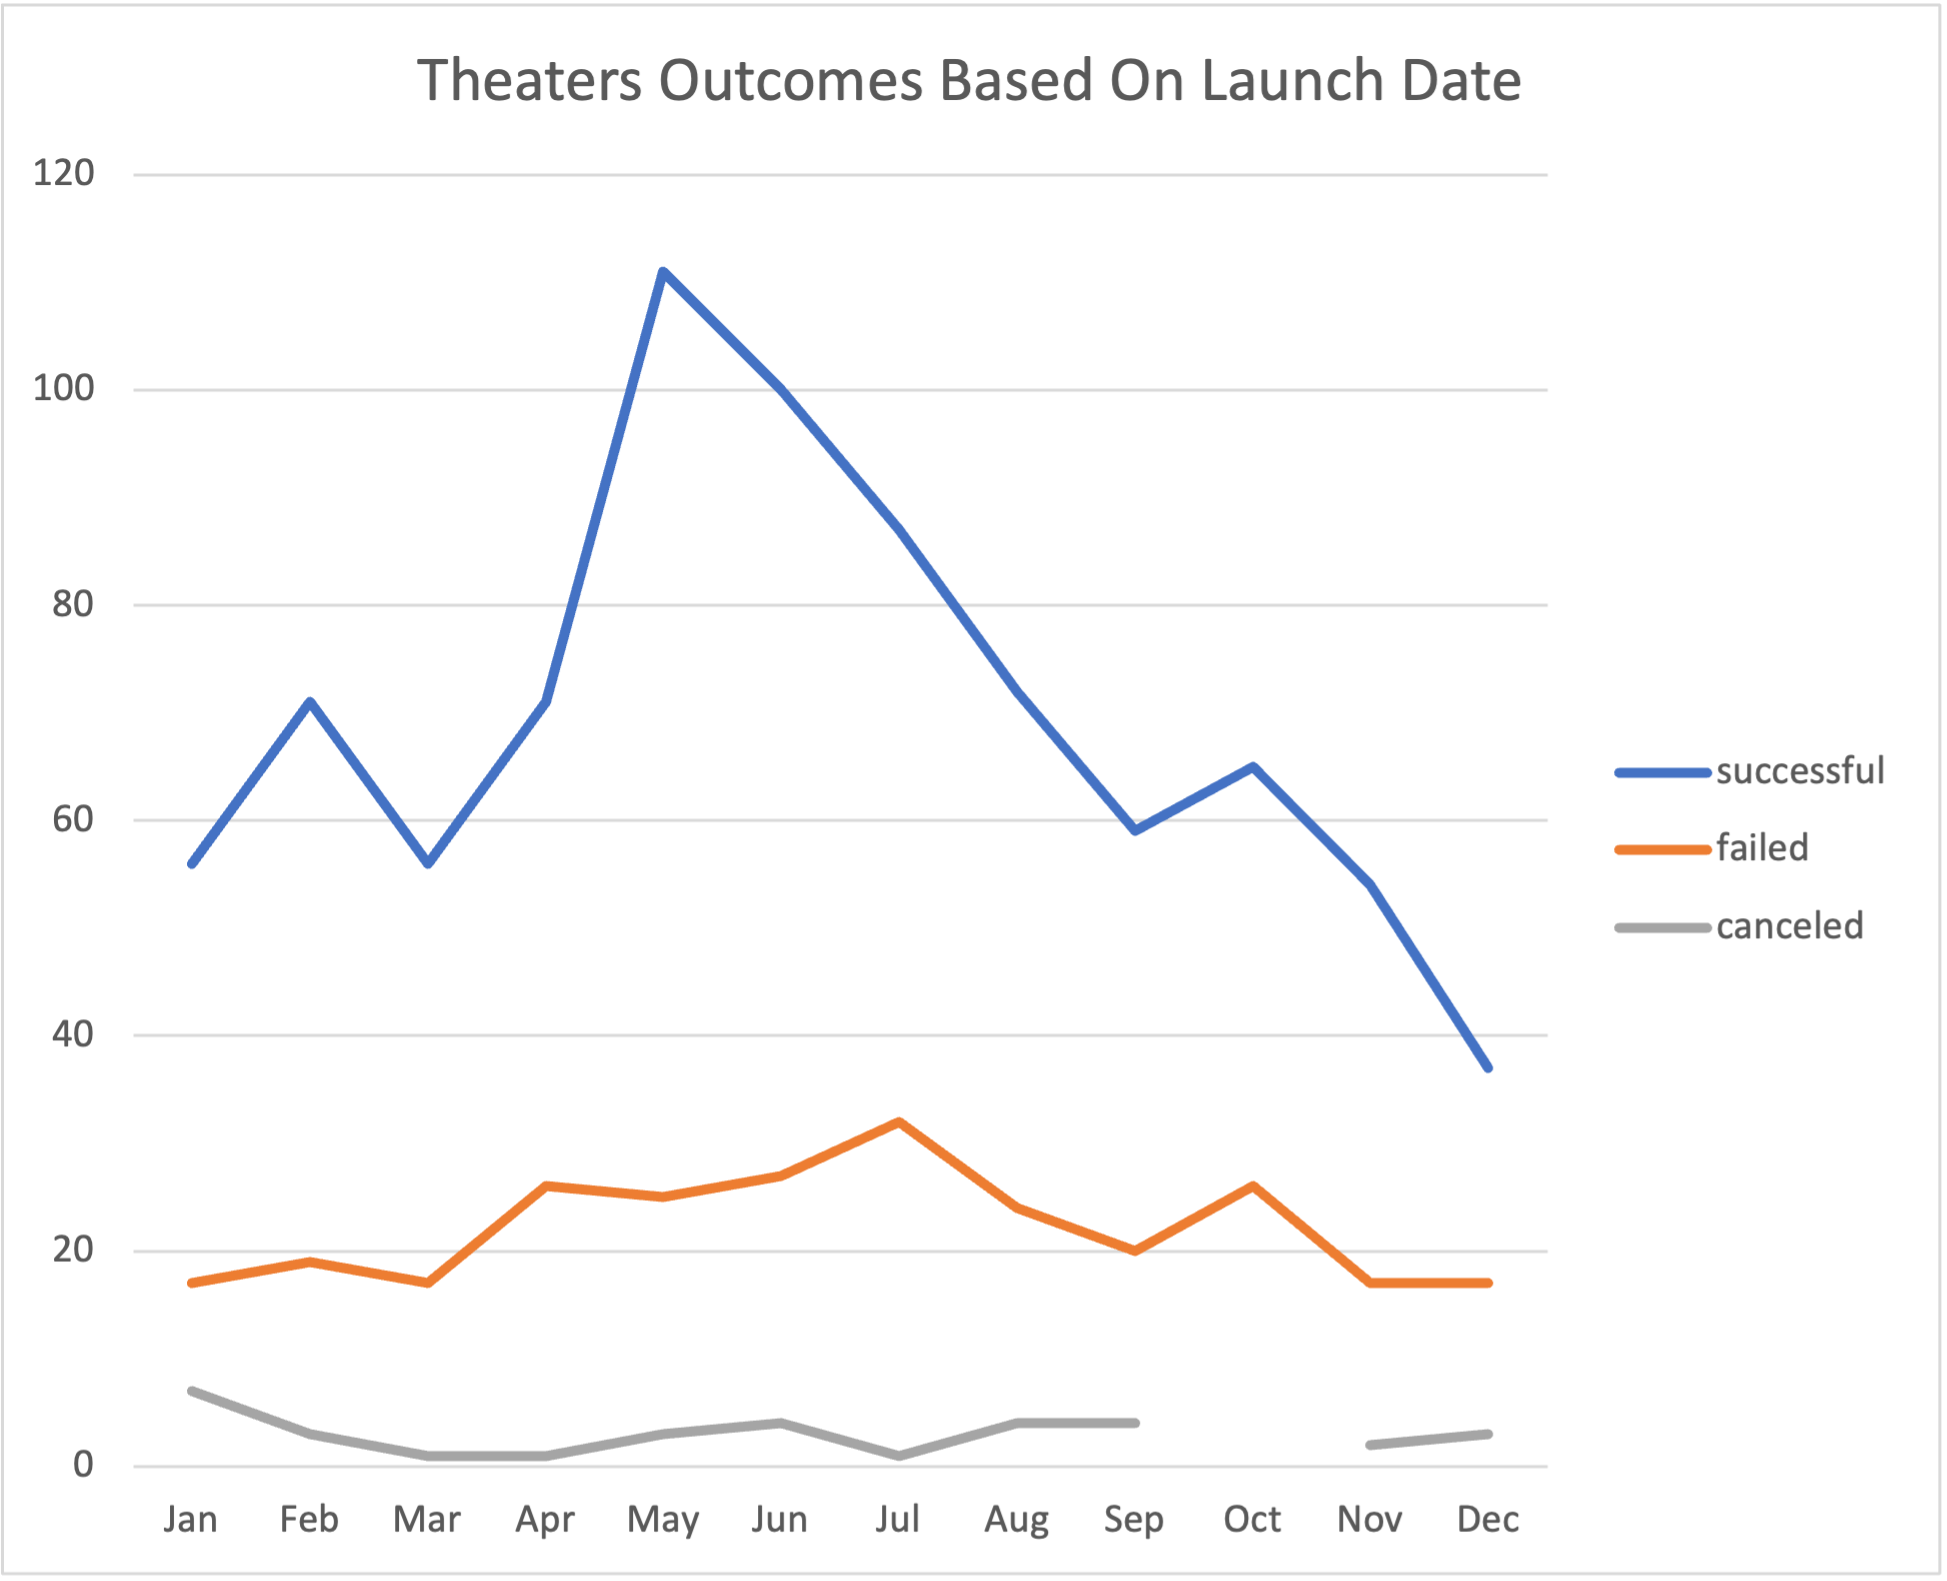 Theaters Outcomes Based On Launch Date
120
100
80
60
40
20
0
Jan Feb Mar Apr May Jun Jul Aug Sep Oct Nov Dec
successful
failed
canceled